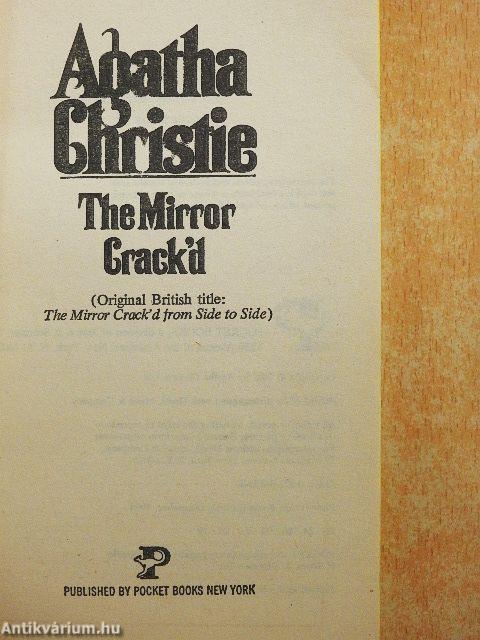 Agatha
Christie
The Mirror
Crack'd
(Original British title:
The Mirror Crack'd from Side to Side)
P
PUBLISHED BY POCKET BOOKS NEW YORK
Antikvárium.hu